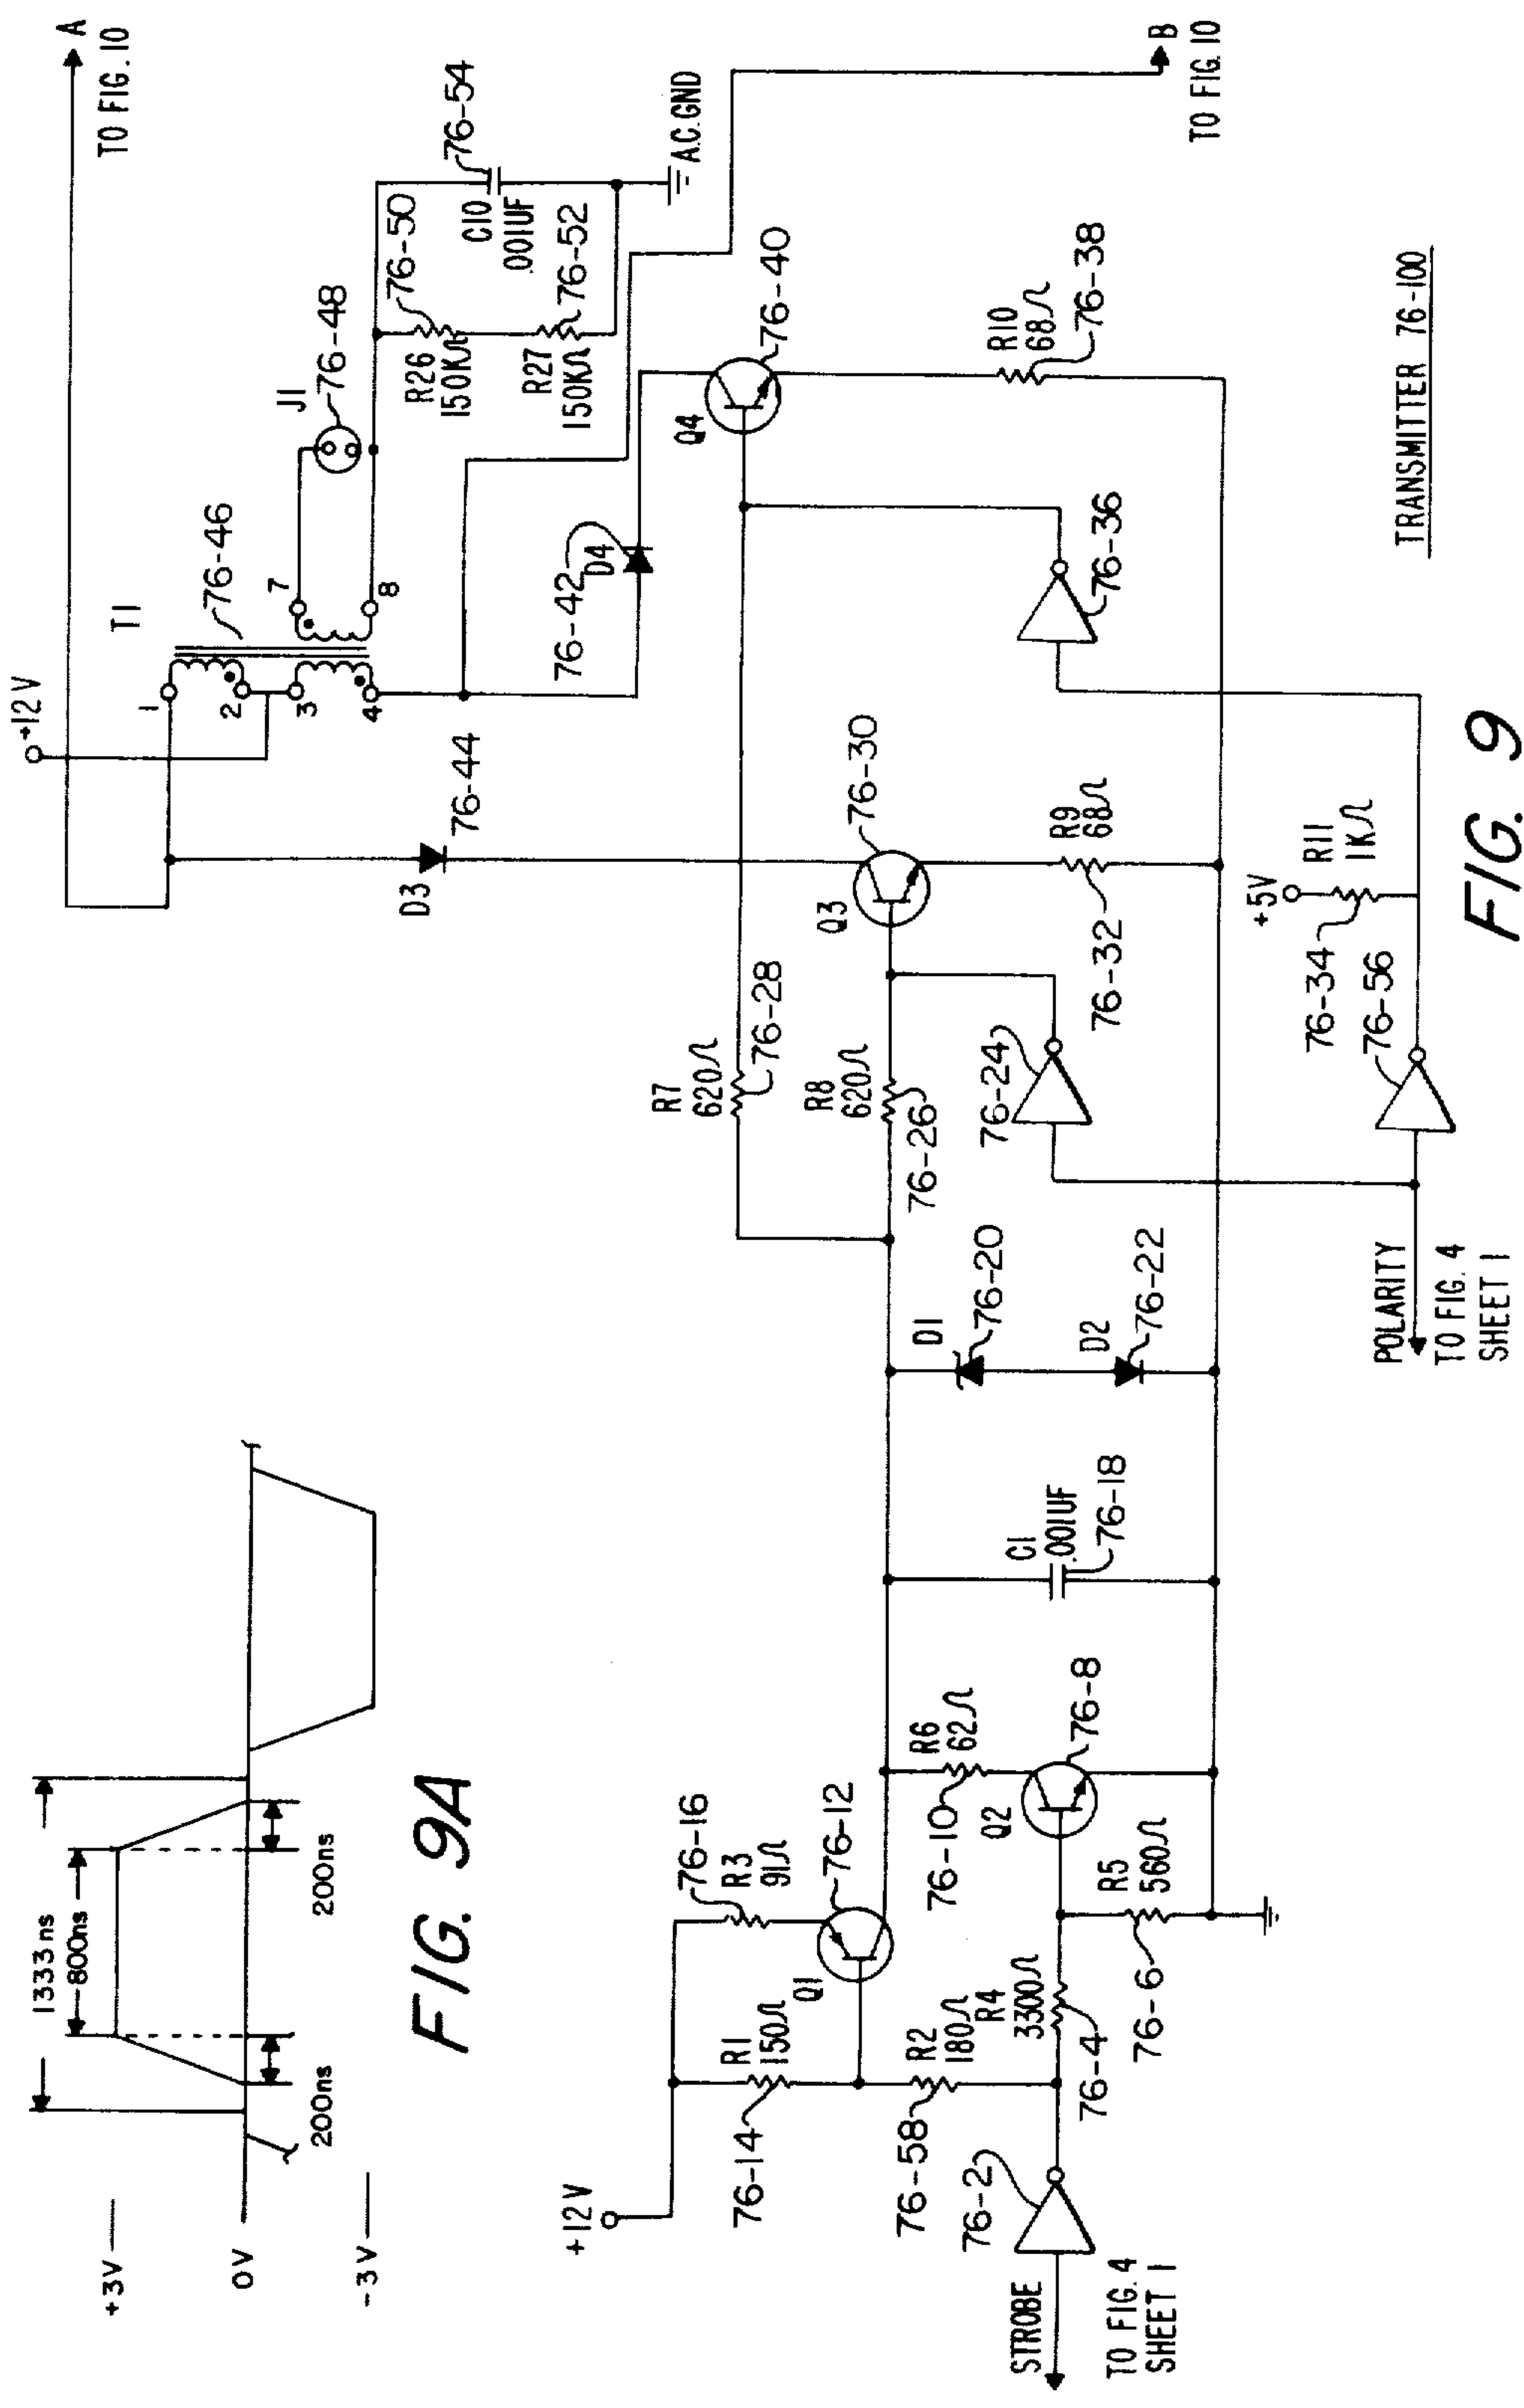 +3V
0V
-3V
1333ns
800ns
200ns
200ns
FIG. 9A
+12V
76-14
R1
150Ω
76-16
R3
91Ω
Q1
76-12
76-58
R2
180Ω
STROBE
TO FIG. 4
SHEET 1
76-2
76-4
R4
3300Ω
76-6
R5
560Ω
76-10
R6
62Ω
Q2
76-8
C1
.001UF
76-18
D1
76-20
D2
76-22
R7
620Ω
76-28
R8
620Ω
76-26
76-24
Q3
76-30
R9
68Ω
76-32
POLARITY
TO FIG. 4
SHEET 1
76-56
76-34
+5V
R11
1KΩ
76-36
D3
76-44
+12V
T1
76-46
1
2
3
4
7
8
J1
76-48
76-42
D4
Q4
76-40
R10
68Ω
76-38
R26
150KΩ
76-50
R27
150KΩ
76-52
C10
.001UF
76-54
A.C. GND
A
TO FIG. 10
B
TO FIG. 10
TRANSMITTER 76-100
FIG. 9